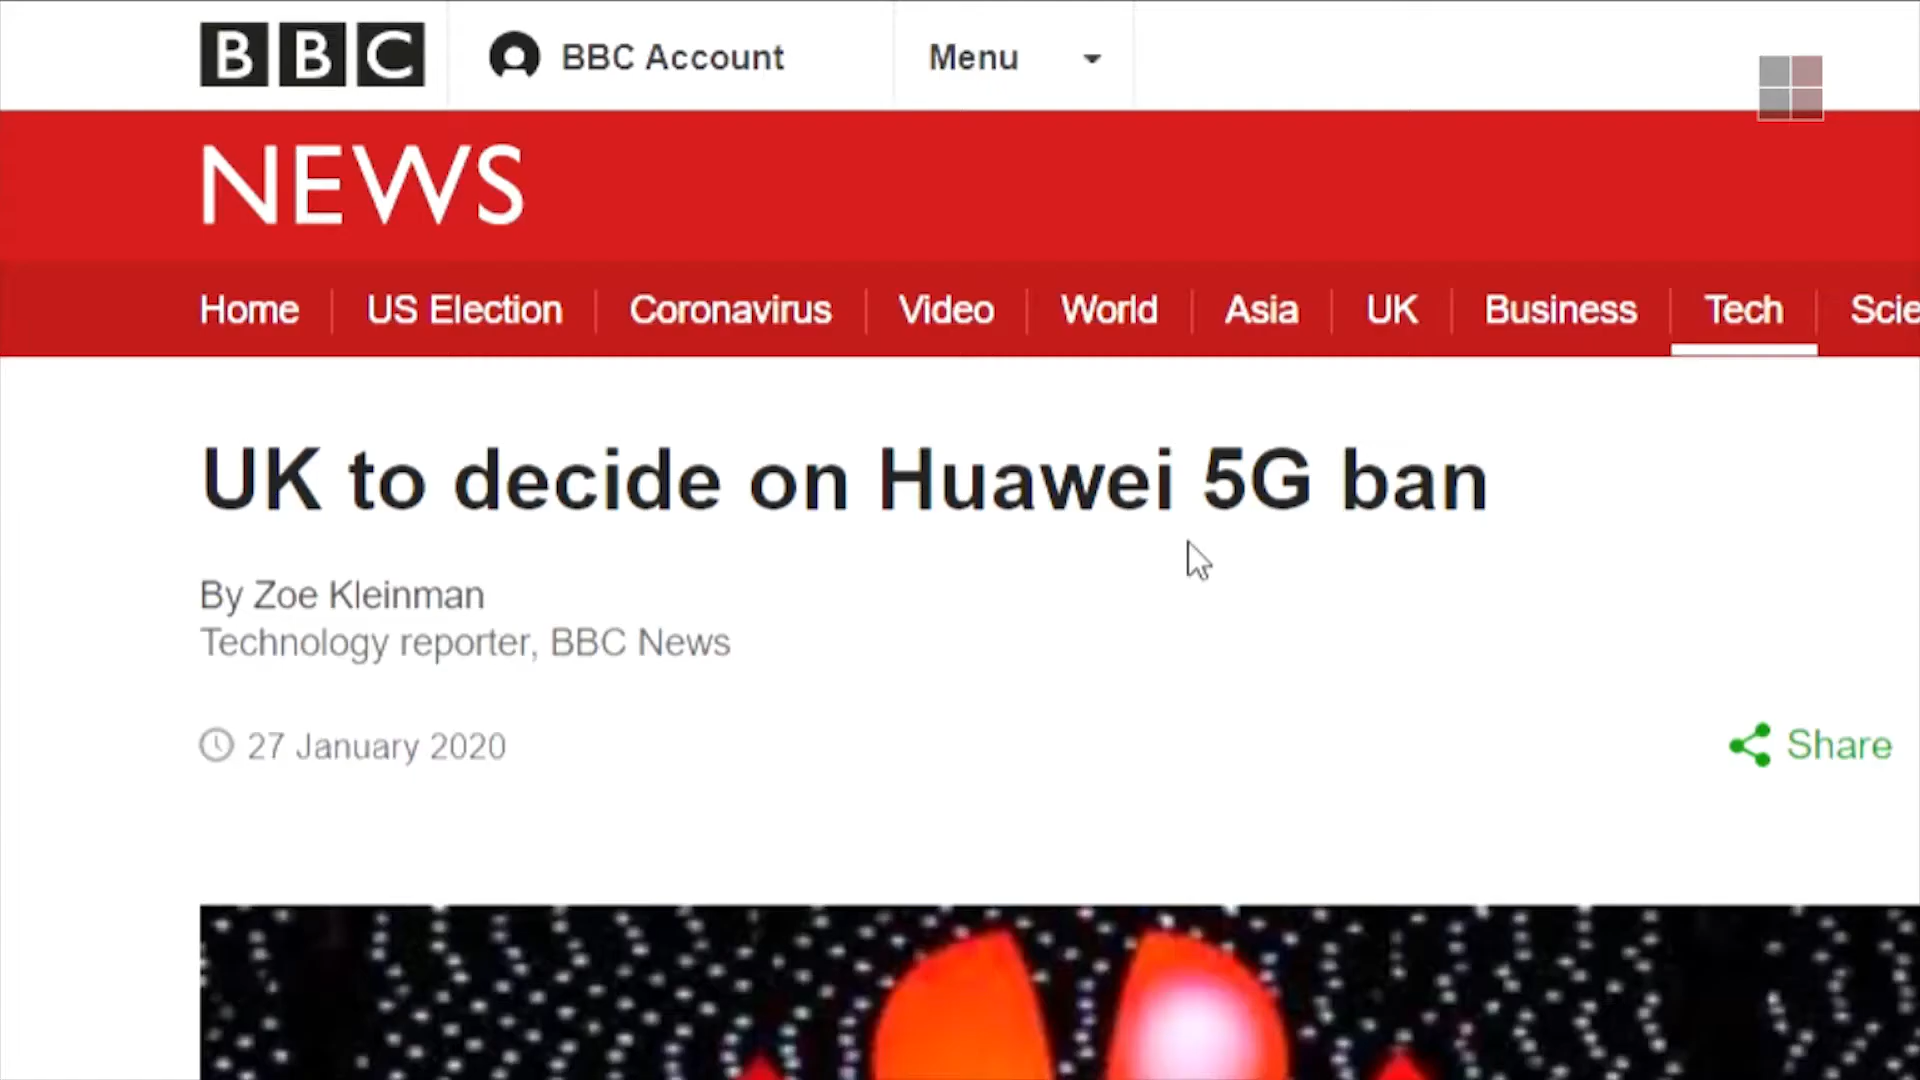 BBC BBC Account Menu
NEWS
Home US Election Coronavirus Video World Asia UK Business Tech
UK to decide on Huawei 5G ban
By Zoe Kleinman
Technology reporter, BBC News
27 January 2020 Share